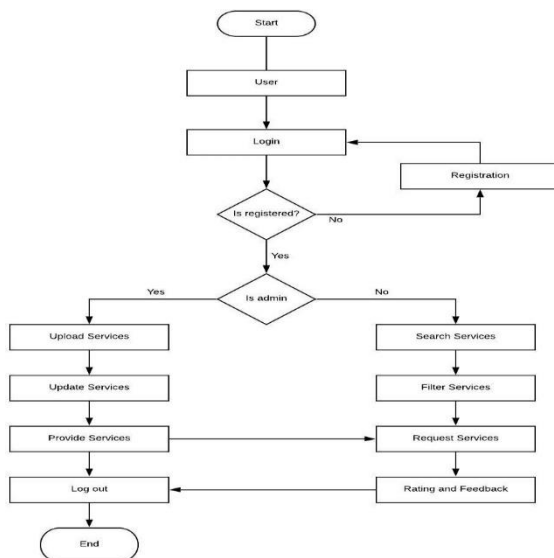 Start
User
Login
Registration
Is registered?
No
Yes
Yes
Is admin
No
Upload Services
Search Services
Update Services
Filter Services
Provide Services
Request Services
Log out
Rating and Feedback
End